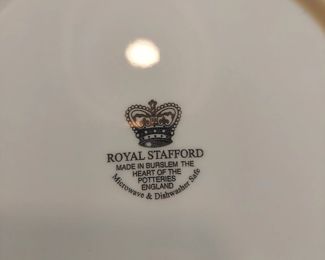 ROYAL STAFFORD
MADE IN BURSLEM THE
HEART OF THE
POTTERIES
ENGLAND
Microwave & Dishwasher Safe